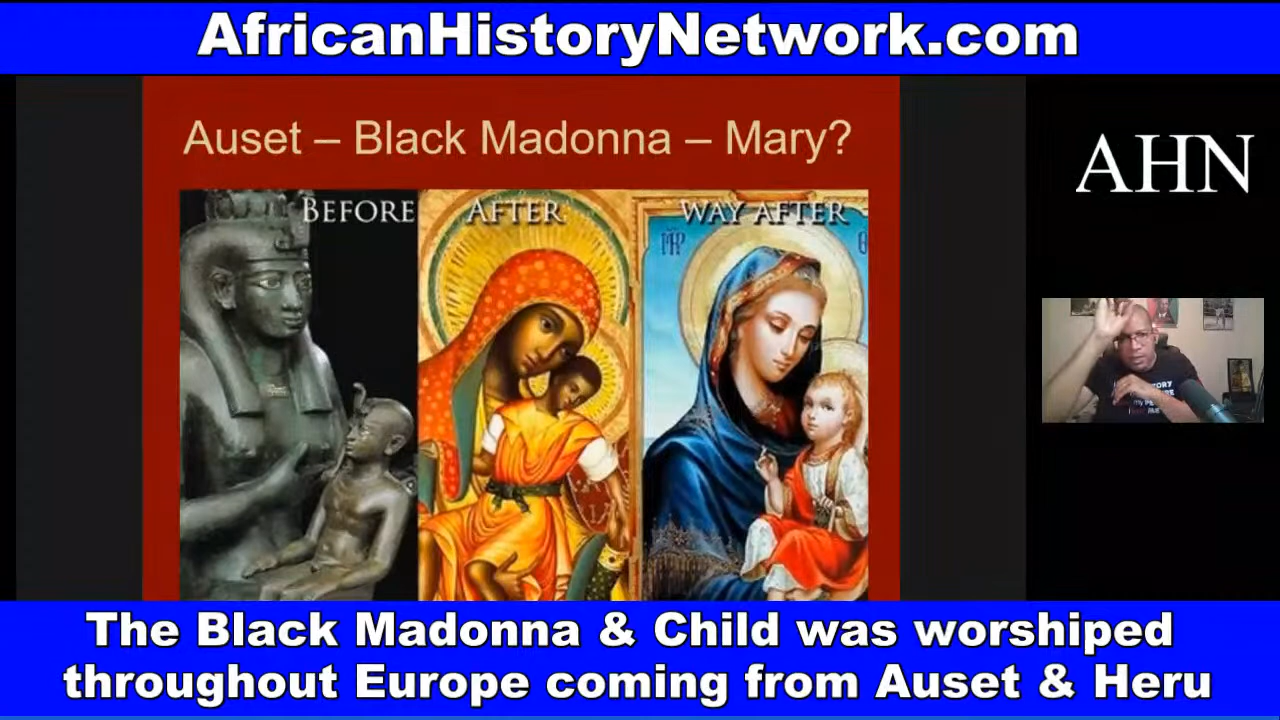 AfricanHistoryNetwork.com
Auset – Black Madonna – Mary?
BEFORE
AFTER
WAY AFTER
AHN
The Black Madonna & Child was worshiped
throughout Europe coming from Auset & Heru